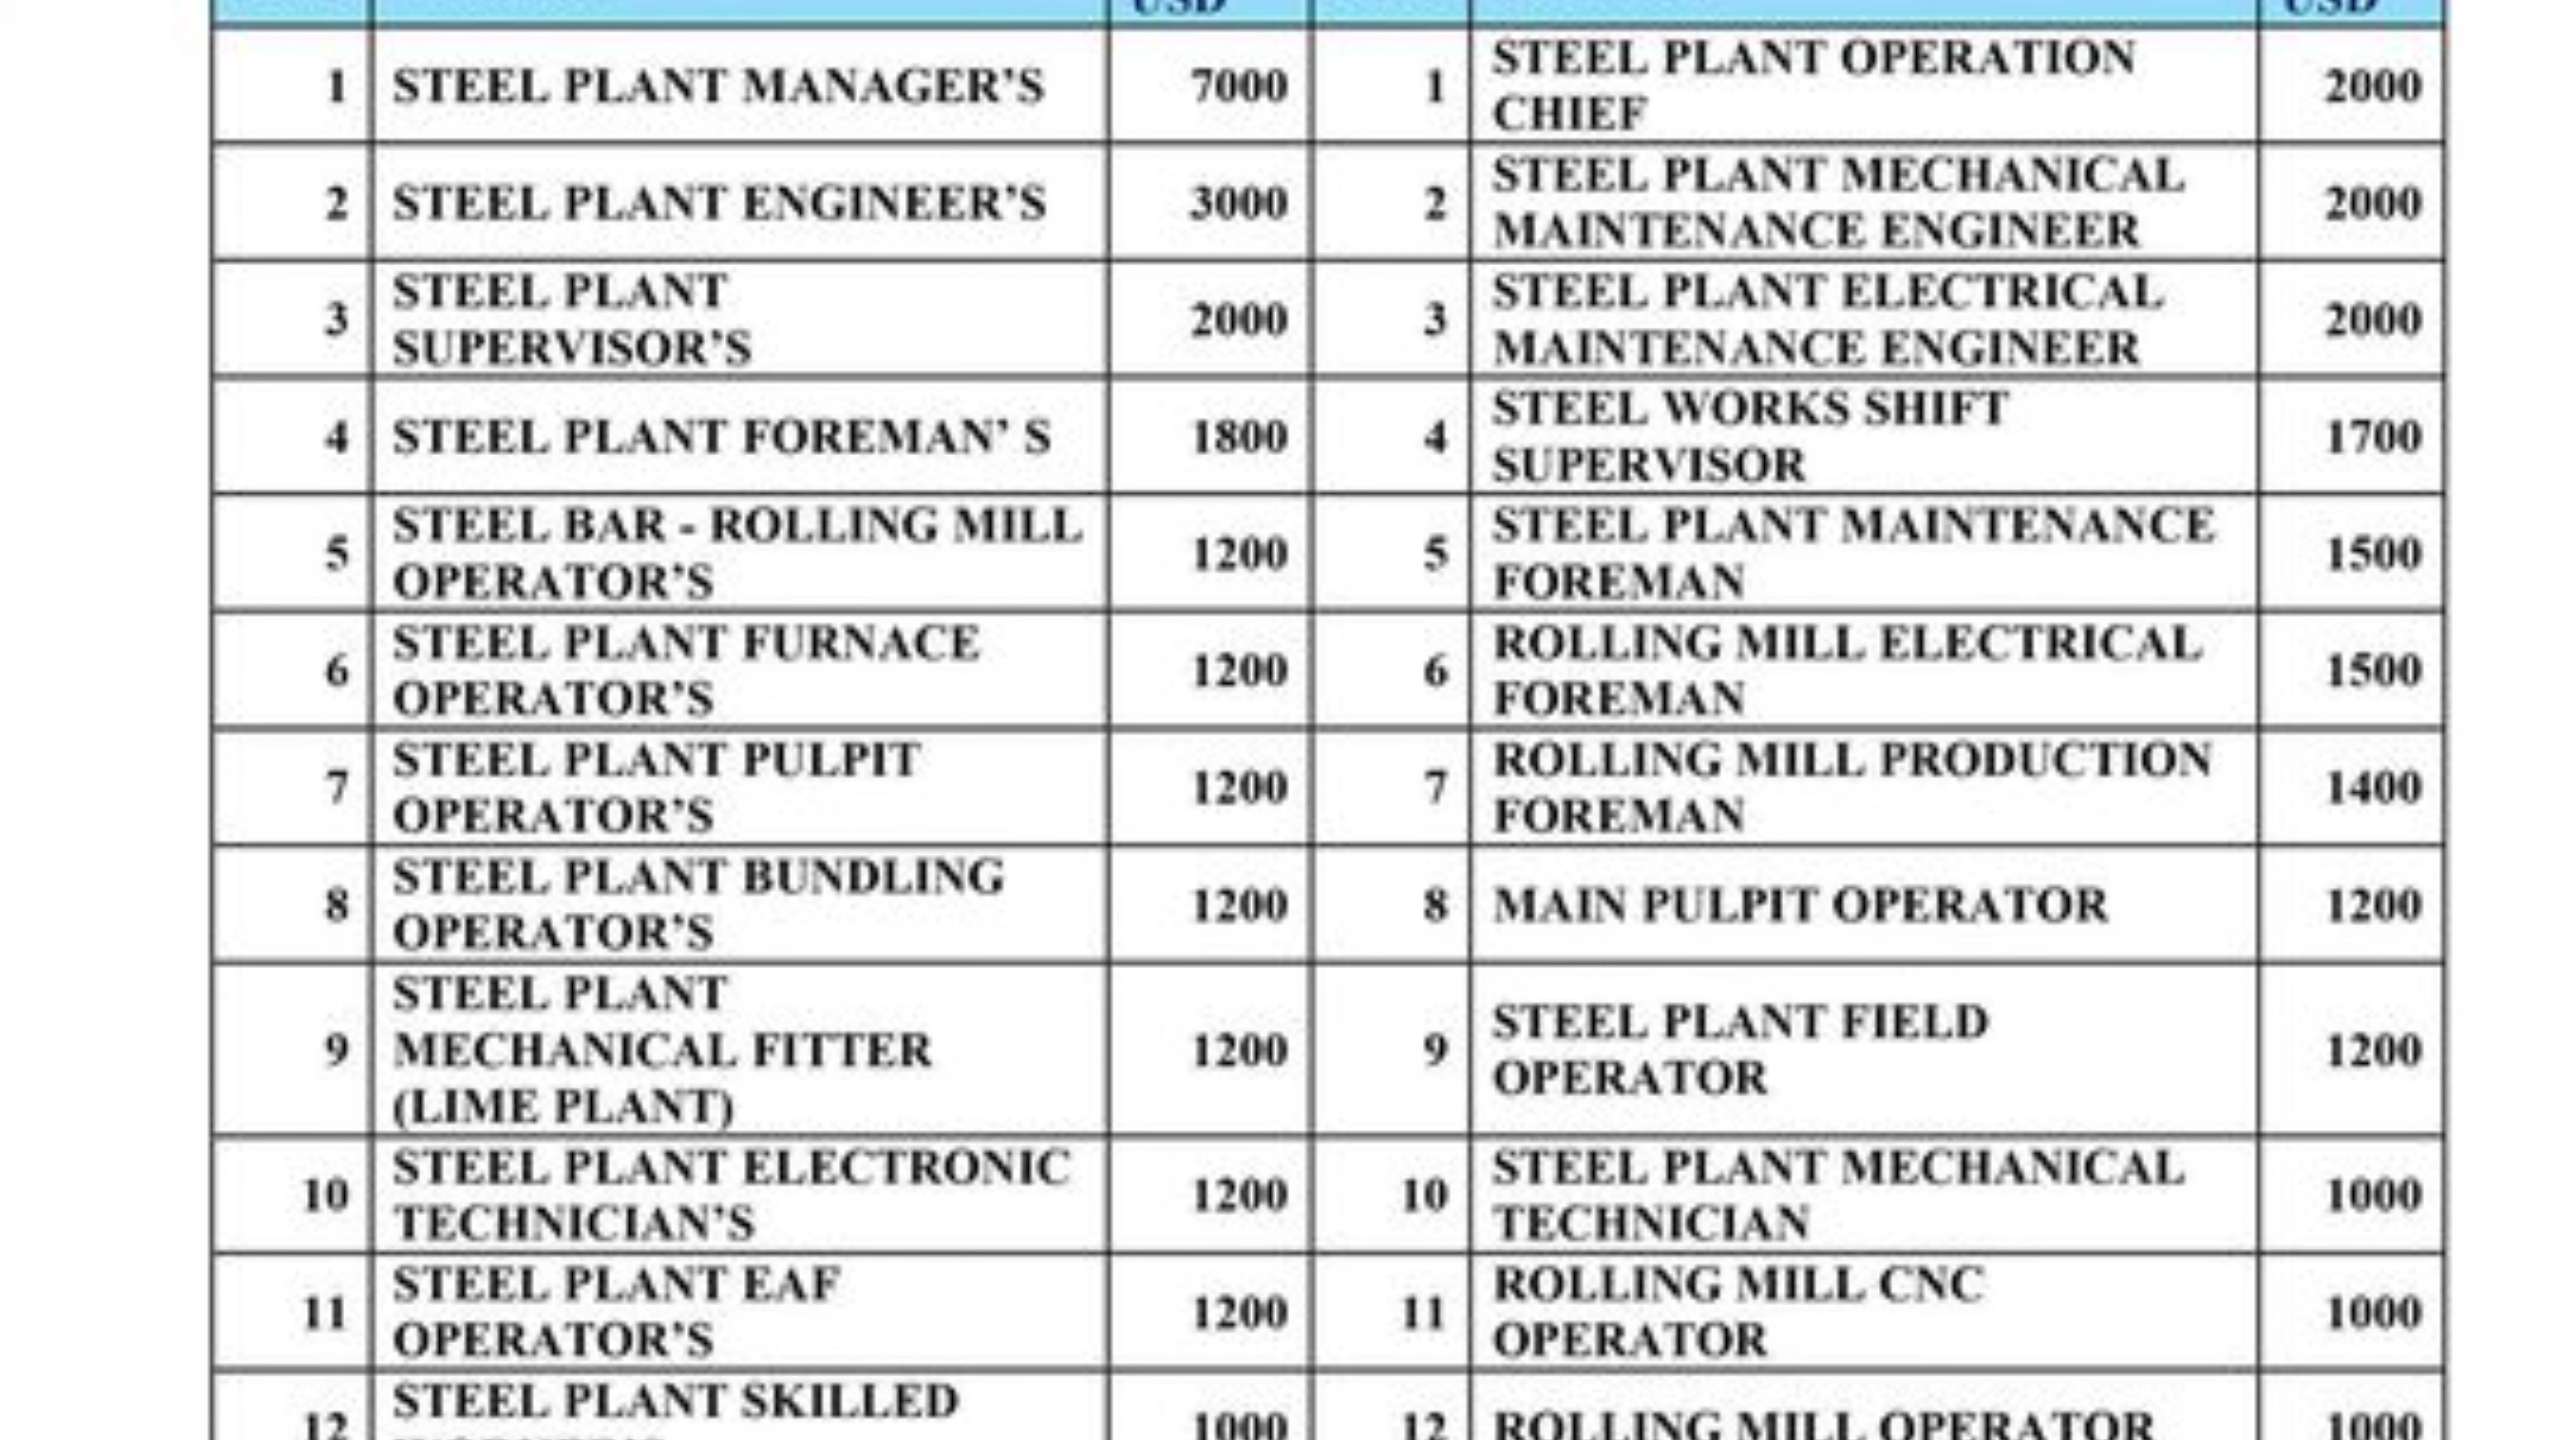 USD USD
1 STEEL PLANT MANAGER'S 7000 1 STEEL PLANT OPERATION
CHIEF 2000
2 STEEL PLANT ENGINEER'S 3000 2 STEEL PLANT MECHANICAL
MAINTENANCE ENGINEER 2000
3 STEEL PLANT
SUPERVISOR'S 2000 3 STEEL PLANT ELECTRICAL
MAINTENANCE ENGINEER 2000
4 STEEL PLANT FOREMAN' S 1800 4 STEEL WORKS SHIFT
SUPERVISOR 1700
5 STEEL BAR - ROLLING MILL
OPERATOR'S 1200 5 STEEL PLANT MAINTENANCE
FOREMAN 1500
6 STEEL PLANT FURNACE
OPERATOR'S 1200 6 ROLLING MILL ELECTRICAL
FOREMAN 1500
7 STEEL PLANT PULPIT
OPERATOR'S 1200 7 ROLLING MILL PRODUCTION
FOREMAN 1400
8 STEEL PLANT BUNDLING
OPERATOR'S 1200 8 MAIN PULPIT OPERATOR 1200
9 STEEL PLANT
MECHANICAL FITTER
(LIME PLANT) 1200 9 STEEL PLANT FIELD
OPERATOR 1200
10 STEEL PLANT ELECTRONIC
TECHNICIAN'S 1200 10 STEEL PLANT MECHANICAL
TECHNICIAN 1000
11 STEEL PLANT EAF
OPERATOR'S 1200 11 ROLLING MILL CNC
OPERATOR 1000
12 STEEL PLANT SKILLED
1000 12 ROLLING MILL OPERATOR 1000